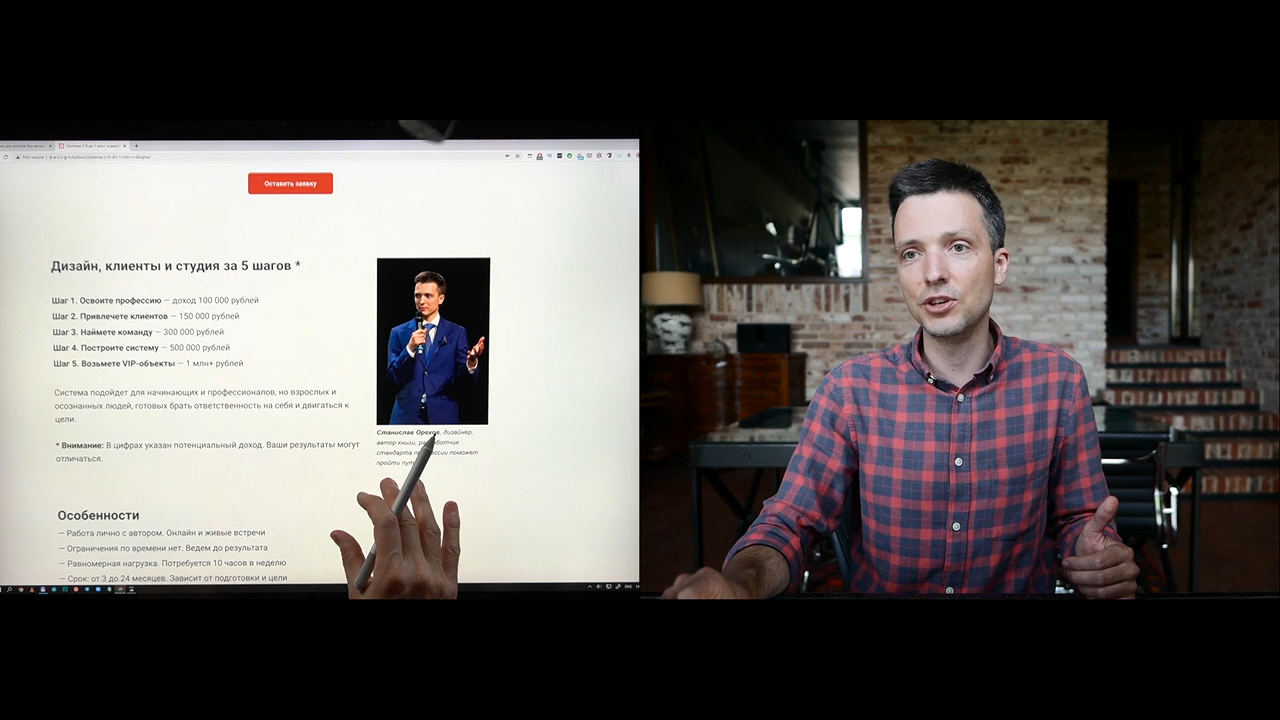 Оставить заявку
Дизайн, клиенты и студия за 5 шагов *
Шаг 1. Освоите профессию — доход 100 000 рублей
Шаг 2. Привлечете клиентов — 150 000 рублей
Шаг 3. Наймете команду — 300 000 рублей
Шаг 4. Построите систему — 500 000 рублей
Шаг 5. Возьмете VIP-объекты — 1 млн+ рублей
Система подойдет для начинающих и профессионалов, но взрослых и
осознанных людей, готовых брать ответственность на себя и двигаться к
цели.
* Внимание: В цифрах указан потенциальный доход. Ваши результаты могут
отличаться.
Станислав Орехов, дизайнер,
автор книги,
стандарта поможет
пройти
Особенности
— Работа лично с автором. Онлайн и живые встречи
— Ограничения по времени нет. Ведем до результата
— Равномерная нагрузка. Потребуется 10 часов в неделю
— Срок: от 3 до 24 месяцев. Зависит от подготовки и цели